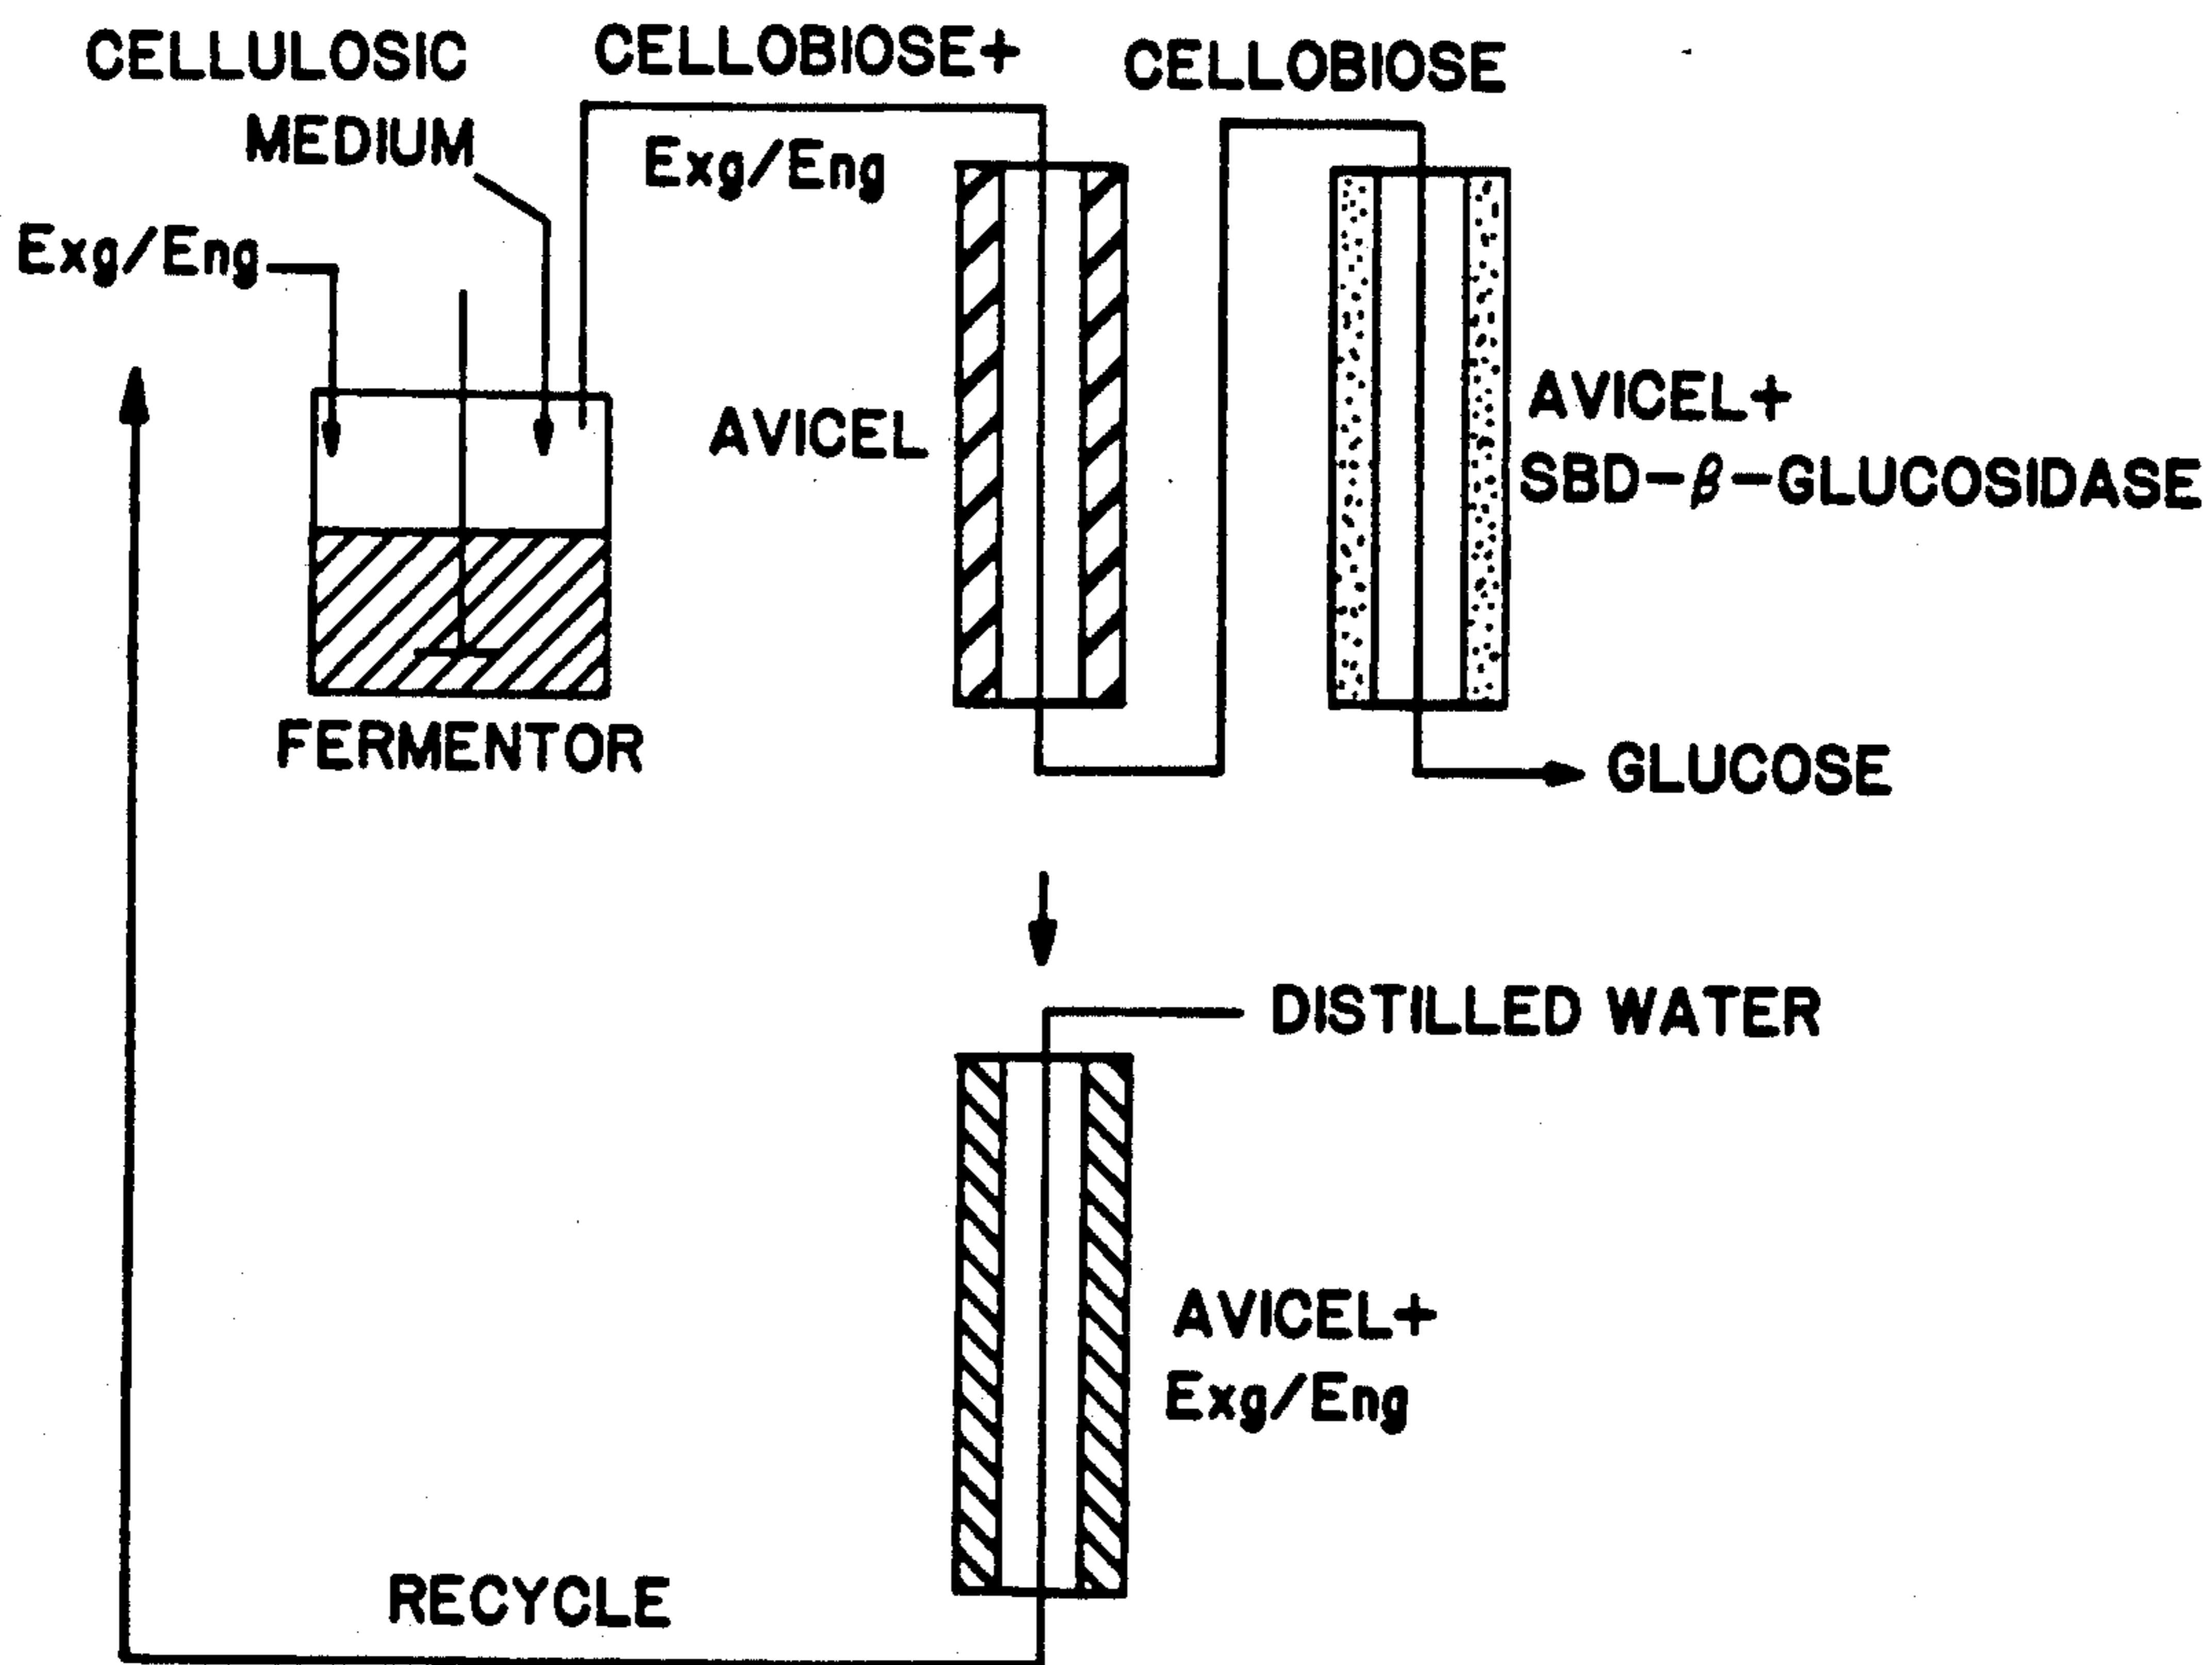 CELLULOSIC
MEDIUM
CELLOBIOSE+
Exg/Eng
CELLOBIOSE
Exg/Eng
AVICEL
AVICEL+
SBD-β-GLUCOSIDASE
FERMENTOR
GLUCOSE
DISTILLED WATER
AVICEL+
Exg/Eng
RECYCLE